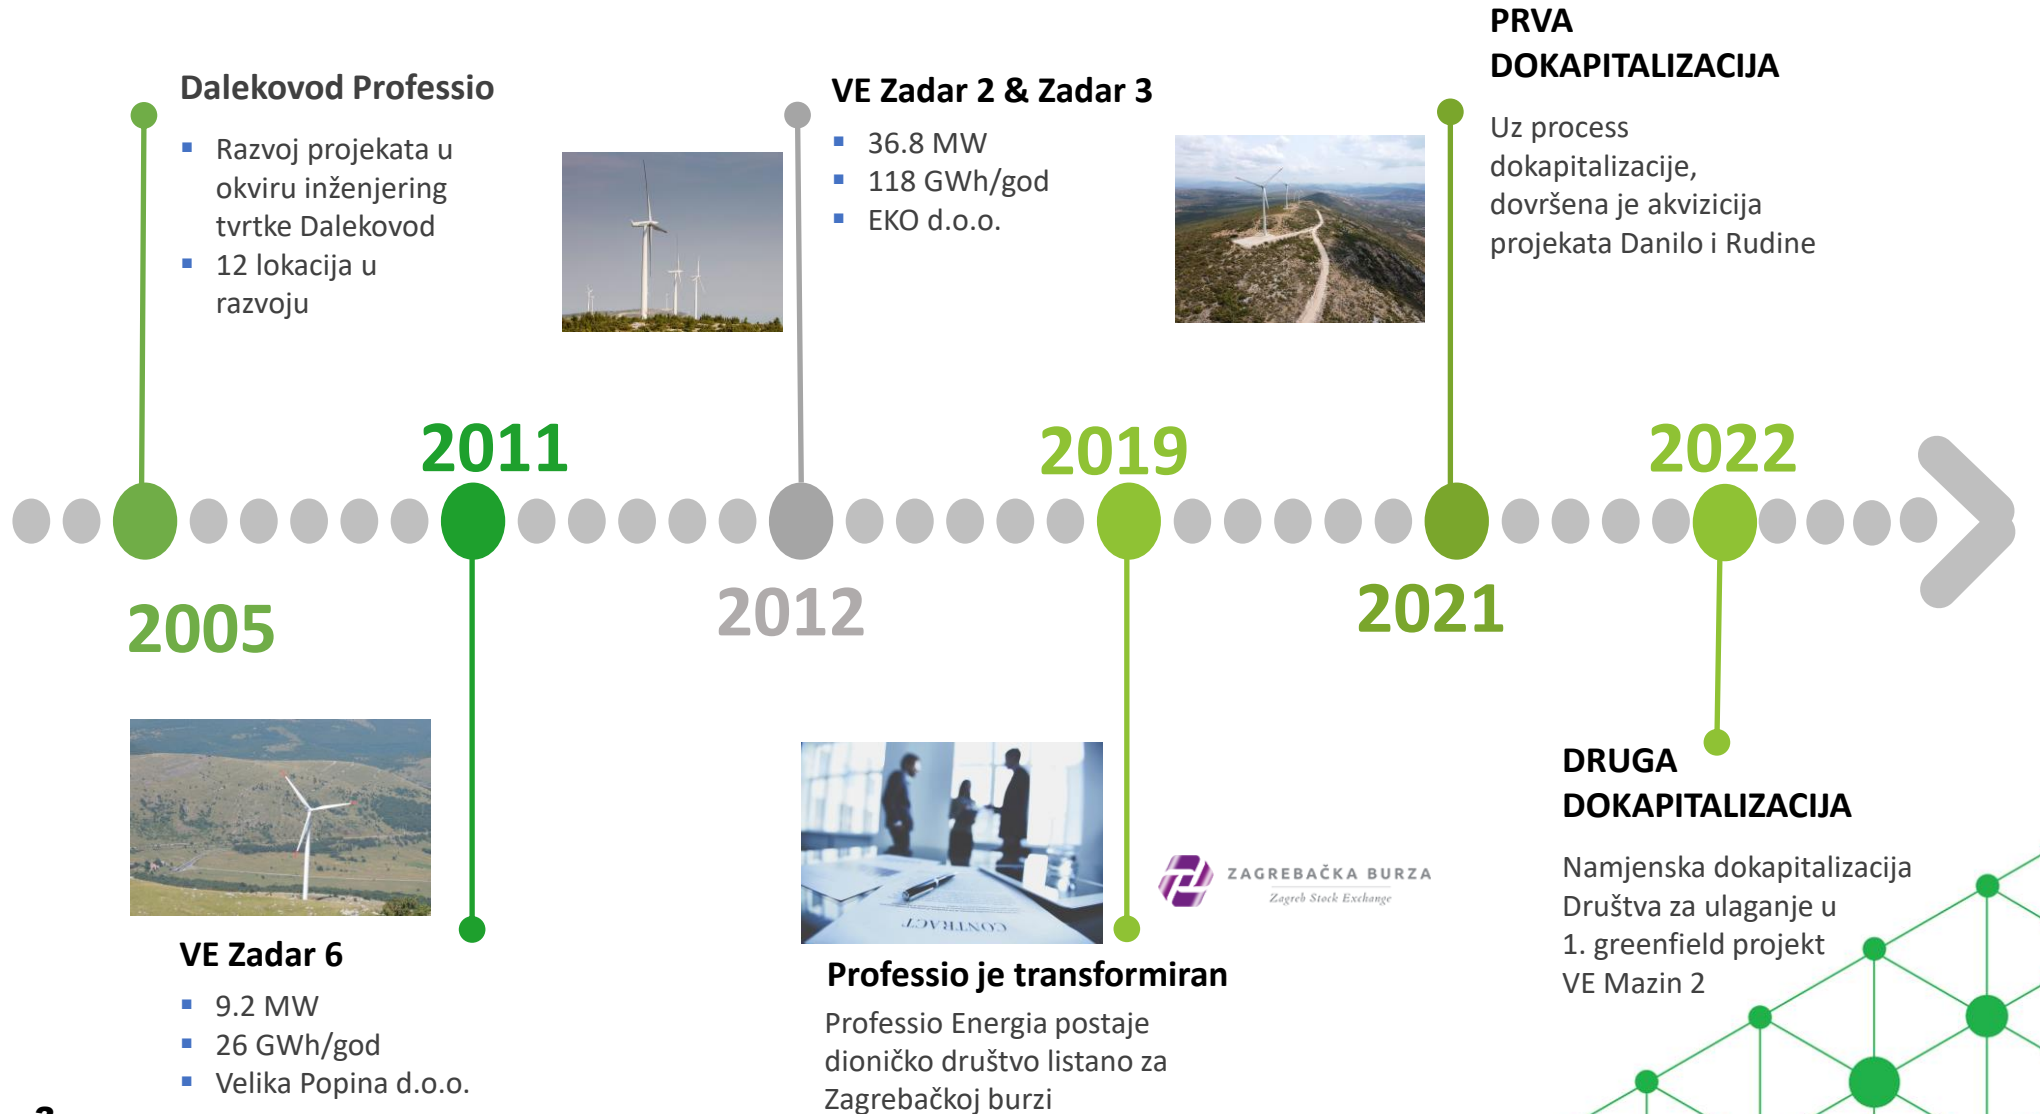 Dalekovod Professio
▪ Razvoj projekata u
okviru inženjering
tvrtke Dalekovod
▪ 12 lokacija u
razvoju
VE Zadar 2 & Zadar 3
▪ 36.8 MW
▪ 118 GWh/god
▪ EKO d.o.o.
PRVA
DOKAPITALIZACIJA
Uz process
dokapitalizacije,
dovršena je akvizicija
projekata Danilo i Rudine
2011
2019
2022
2005
2012
2021
VE Zadar 6
▪ 9.2 MW
▪ 26 GWh/god
▪ Velika Popina d.o.o.
CONTRACT
ZAGREBAČKA BURZA
Zagreb Stock Exchange
Professio je transformiran
Professio Energia postaje
dioničko društvo listano za
Zagrebačkoj burzi
DRUGA
DOKAPITALIZACIJA
Namjenska dokapitalizacija
Društva za ulaganje u
1. greenfield projekt
VE Mazin 2